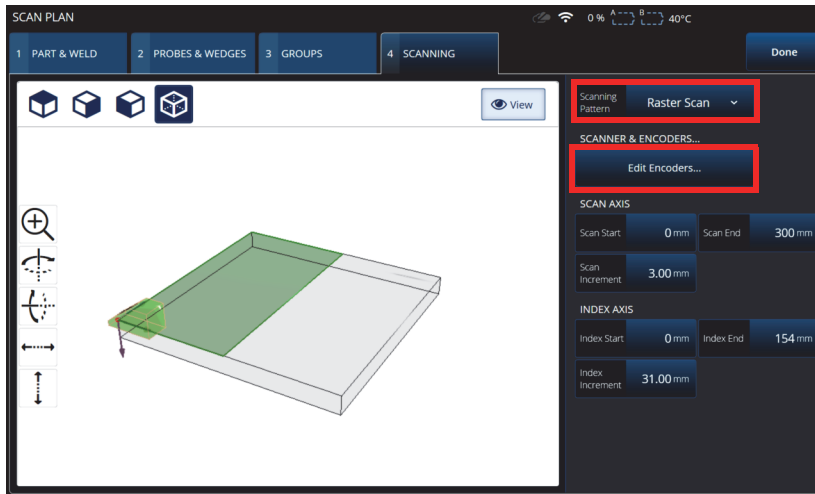 SCAN PLAN
0 % A B 40°C
1 PART & WELD 2 PROBES & WEDGES 3 GROUPS 4 SCANNING Done
View
Scanning
Pattern
Raster Scan
SCANNER & ENCODERS...
Edit Encoders...
SCAN AXIS
Scan Start 0 mm Scan End 300 mm
Scan
Increment
3.00 mm
INDEX AXIS
Index Start 0 mm Index End 154 mm
Index
Increment
31.00 mm